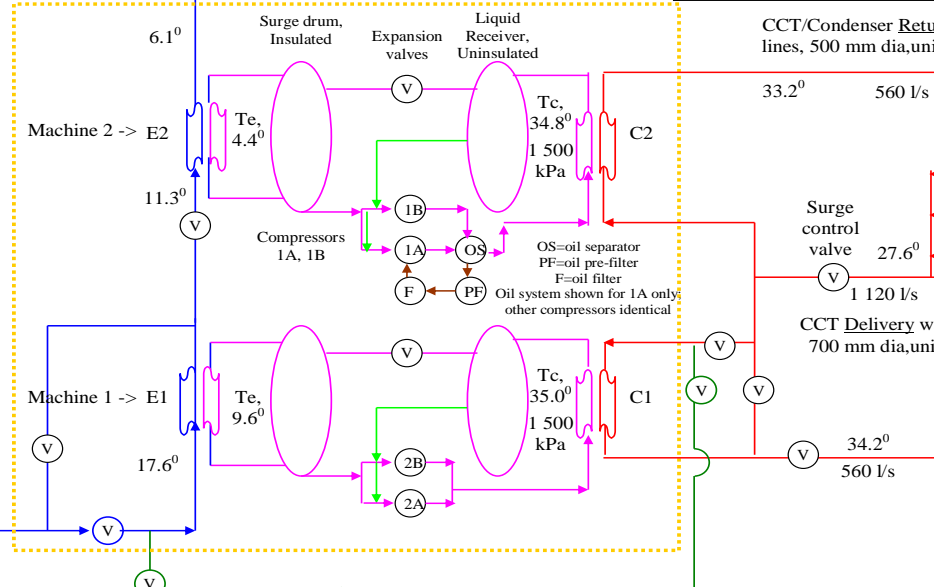 6.1⁰
Surge drum,
Insulated
Expansion
valves
Liquid
Receiver,
Uninsulated
CCT/Condenser Retu
lines, 500 mm dia,uni
33.2⁰
560 l/s
V
Machine 2 ->
E2
Te,
4.4⁰
Tc,
34.8⁰
1 500
kPa
C2
11.3⁰
V
1B
1A
OS
F
PF
Compressors
1A, 1B
OS=oil separator
PF=oil pre-filter
F=oil filter
Oil system shown for 1A only;
other compressors identical
Surge
control
valve
V
27.6⁰
1 120 l/s
CCT Delivery w
700 mm dia,uni
V
V
V
V
Machine 1 ->
E1
Te,
9.6⁰
Tc,
35.0⁰
1 500
kPa
C1
V
17.6⁰
2B
2A
V
34.2⁰
560 l/s
V
V